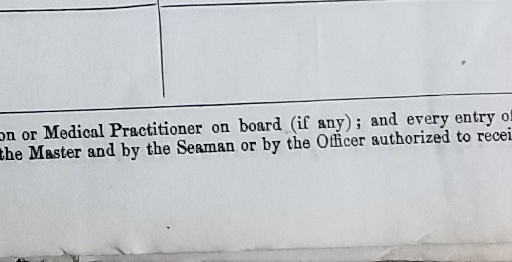 on or Medical Practitioner on board (if any); and every entry of
the Master and by the Seaman or by the Officer authorized to recei